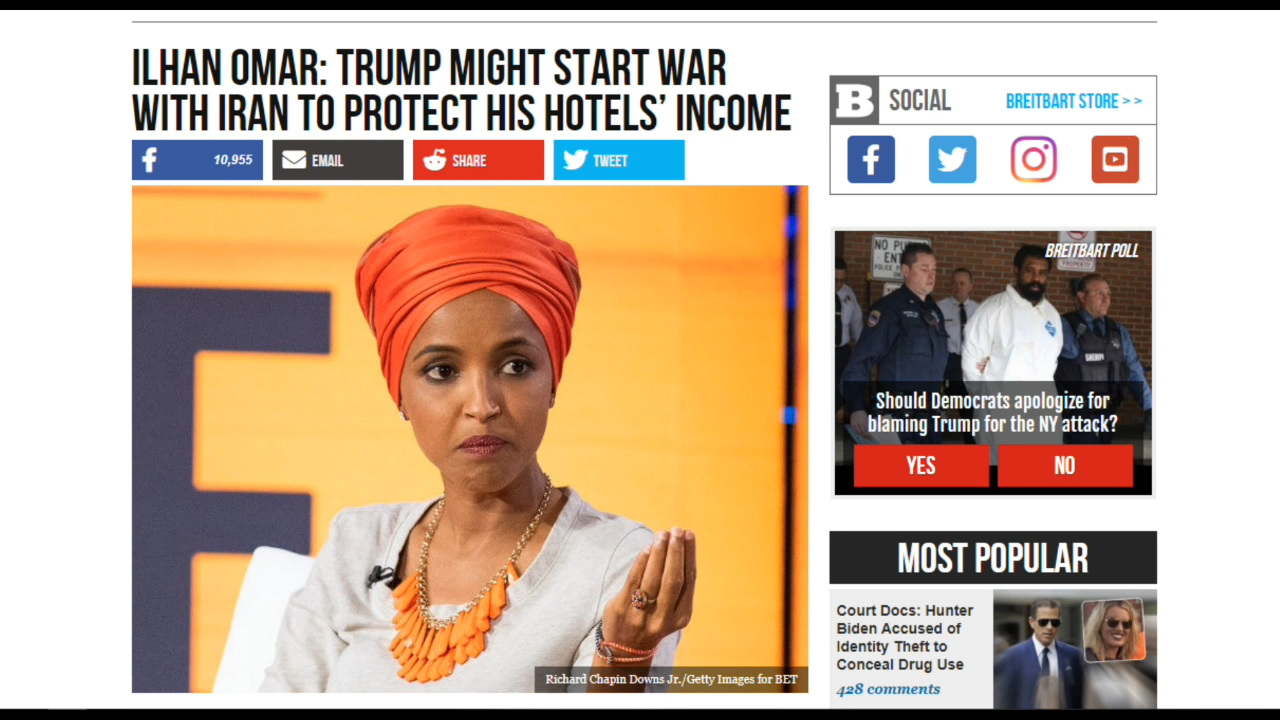 ILHAN OMAR: TRUMP MIGHT START WAR
WITH IRAN TO PROTECT HIS HOTELS' INCOME
10,955
EMAIL
SHARE
TWEET
Richard Chapin Downs Jr./Getty Images for BET
B SOCIAL
BREITBART STORE > >
BREITBART POLL
NO
ENT
POLICE
SHERIFF
Should Democrats apologize for
blaming Trump for the NY attack?
YES
NO
MOST POPULAR
Court Docs: Hunter
Biden Accused of
Identity Theft to
Conceal Drug Use
428 comments